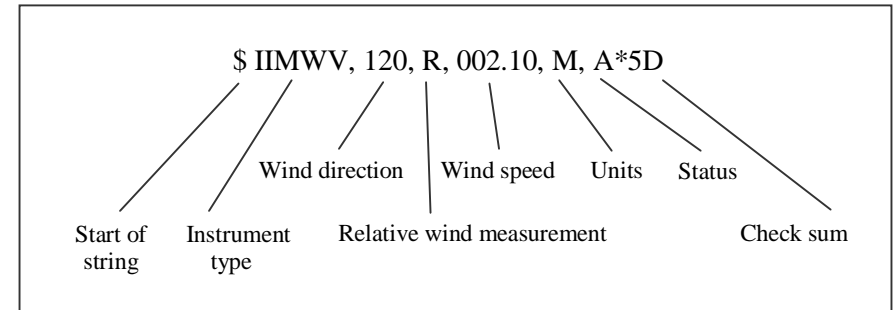 $ IIMWV, 120, R, 002.10, M, A*5D
Wind direction Wind speed Units Status
Start of string Instrument type Relative wind measurement Check sum